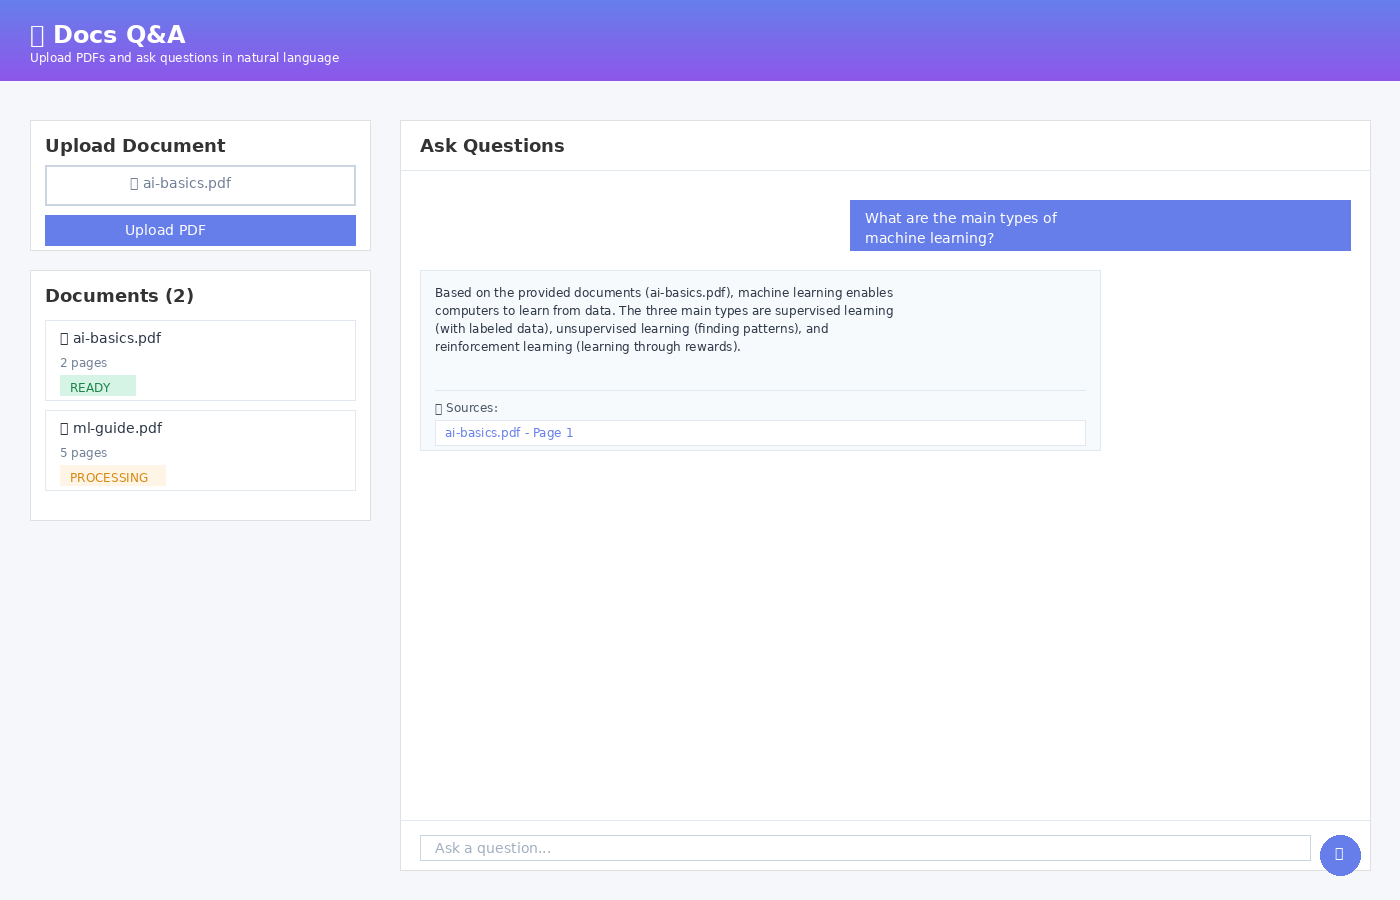 Docs Q&A
Upload PDFs and ask questions in natural language
Upload Document
ai-basics.pdf
Upload PDF
Documents (2)
ai-basics.pdf
2 pages
READY
ml-guide.pdf
5 pages
PROCESSING
Ask Questions
What are the main types of
machine learning?
Based on the provided documents (ai-basics.pdf), machine learning enables
computers to learn from data. The three main types are supervised learning
(with labeled data), unsupervised learning (finding patterns), and
reinforcement learning (learning through rewards).
Sources:
ai-basics.pdf - Page 1
Ask a question...